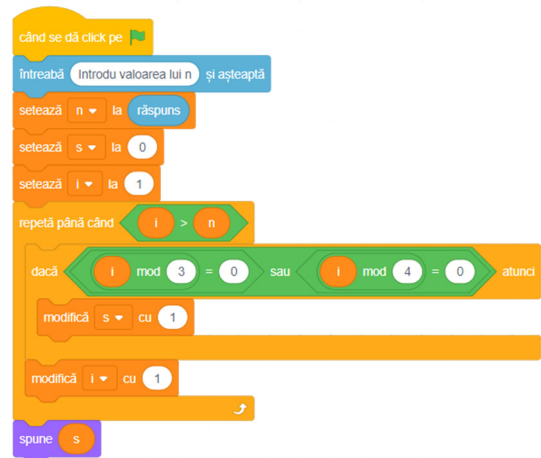 când se dă click pe
întreabă Introdu valoarea lui n și așteaptă
setează n la răspuns
setează s la 0
setează i la 1
repetă până când i > n
dacă i mod 3 = 0 sau i mod 4 = 0 atunci
modifică s cu 1
modifică i cu 1
spune s